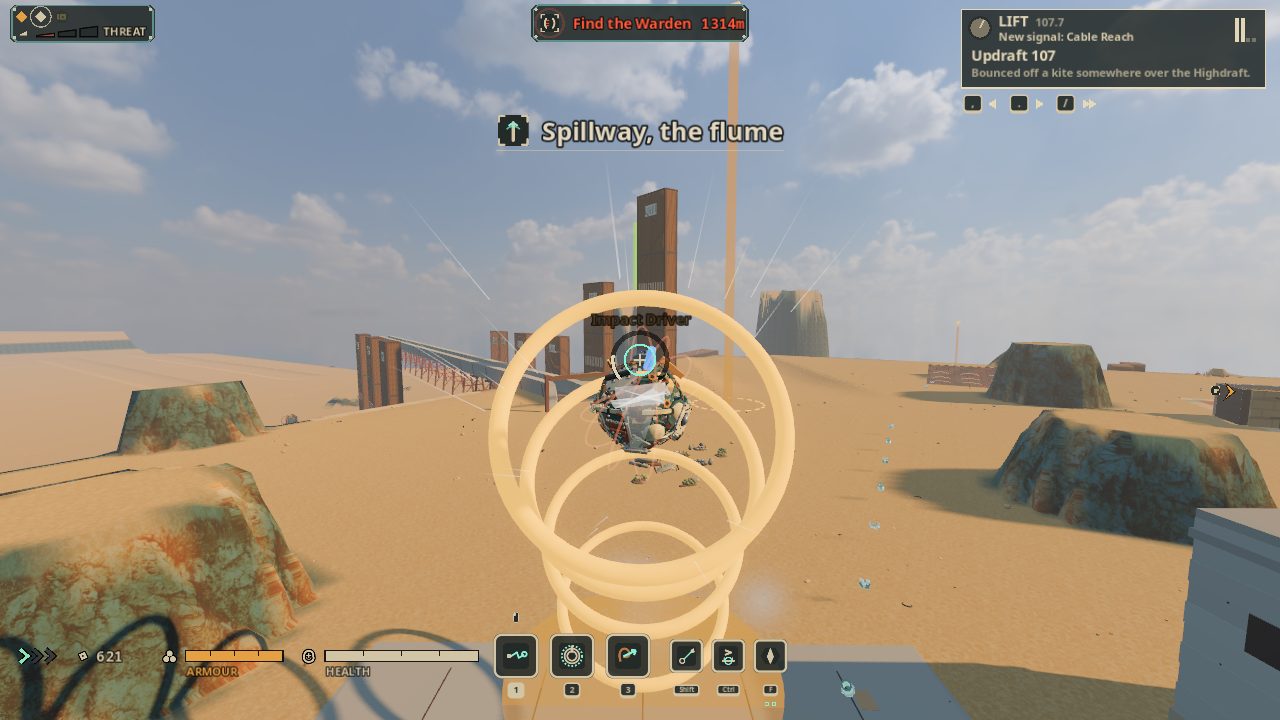 THREAT
Find the Warden 1314m
LIFT 107.7
New signal: Cable Reach
Updraft 107
Bounced off a kite somewhere over the Highdraft.
, . /
Spillway, the flume
Impact Driver
621
ARMOUR
HEALTH
1 2 3 Shift Ctrl F